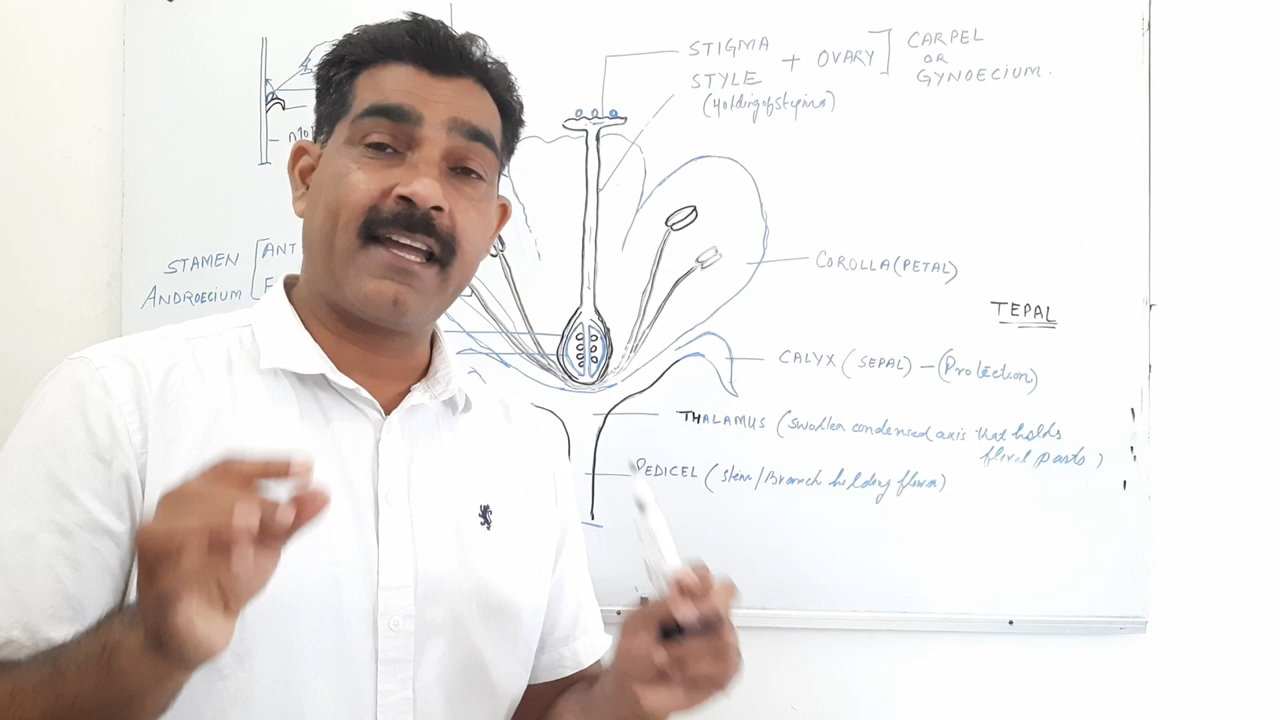 STIGMA
STYLE + OVARY ] CARPEL
OR
GYNOECIUM.
(Holding of stigma)
STAMEN [ ANT
ANDROECIUM F
COROLLA (PETAL)
TEPAL
CALYX (SEPAL) - (Protection)
THALAMUS (Swollen condensed axis that holds
floral parts)
PEDICEL (Stem/Branch holding flower)